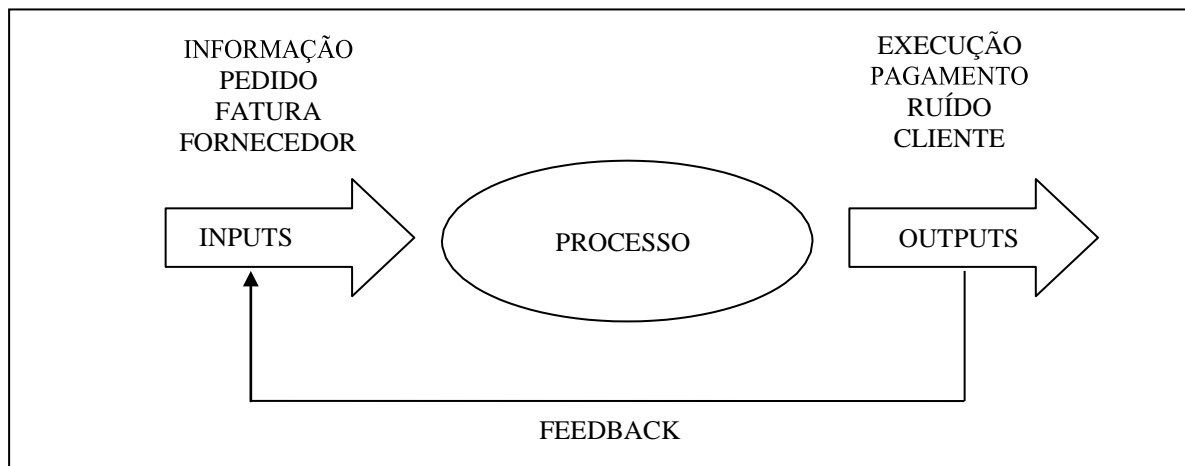 INFORMAÇÃO
PEDIDO
FATURA
FORNECEDOR
EXECUÇÃO
PAGAMENTO
RUÍDO
CLIENTE
INPUTS
PROCESSO
OUTPUTS
FEEDBACK